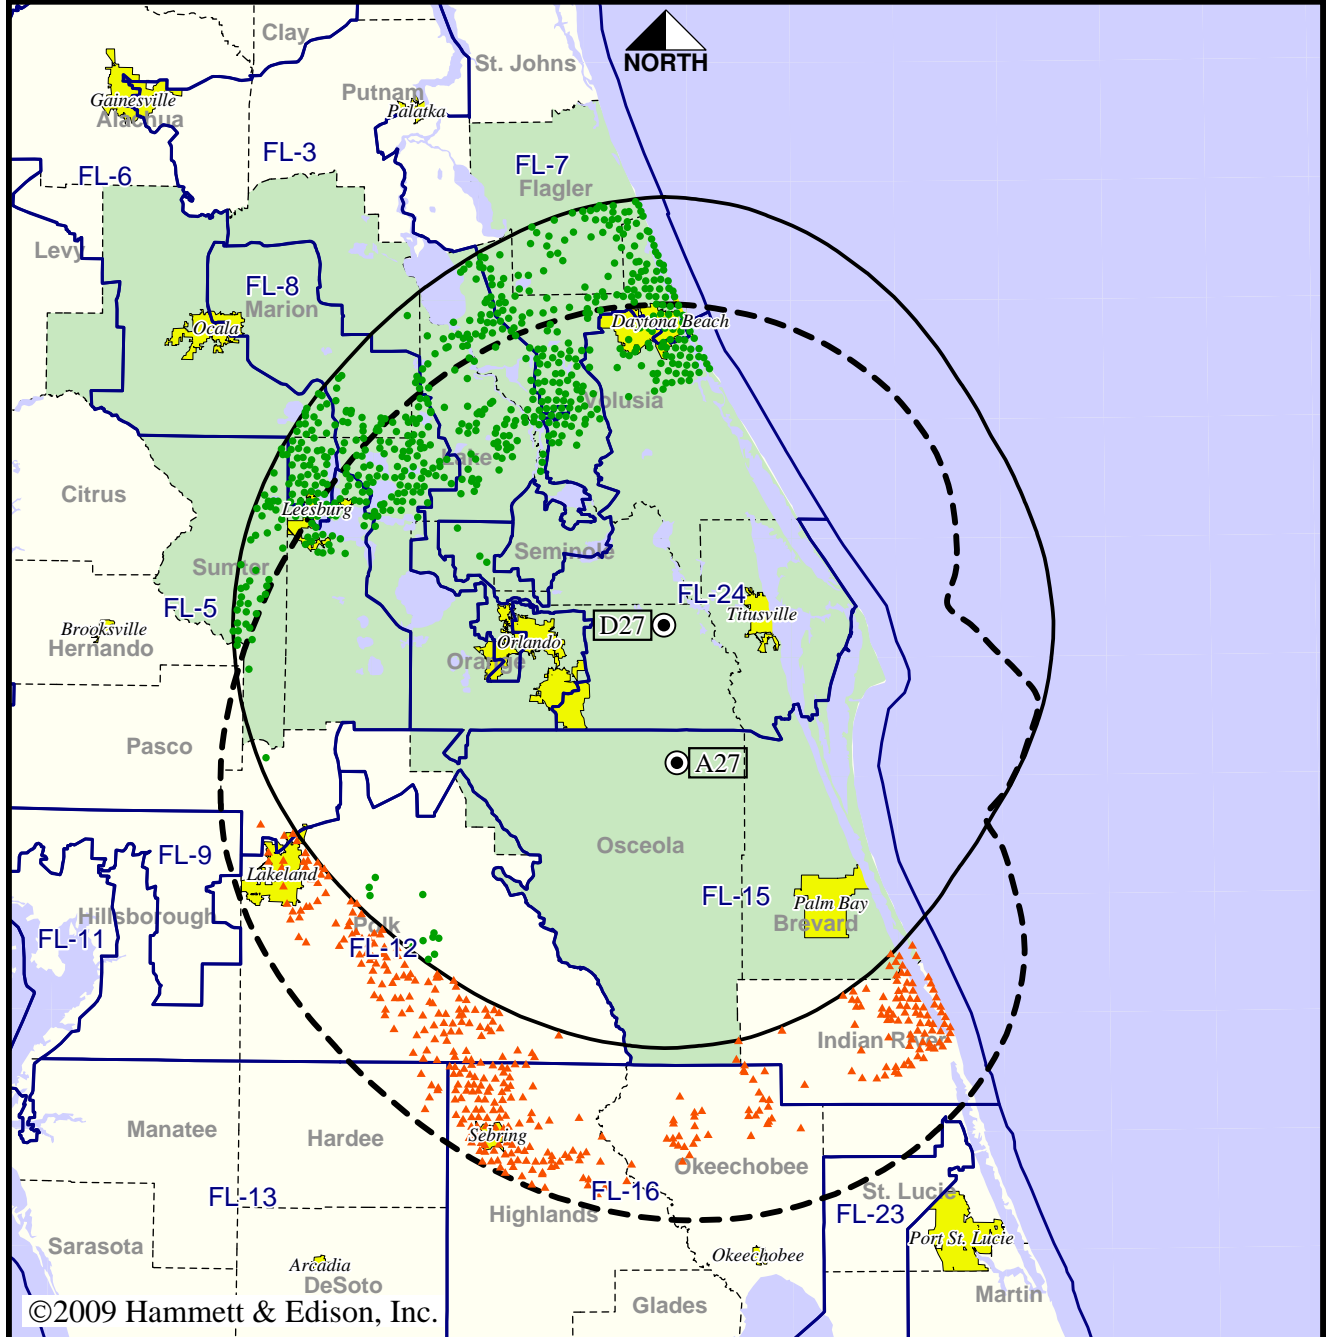 Clay
St. Johns
NORTH
Putnam
Gainesville
Palatka
Alachua
FL-3
FL-7
FL-6
Flagler
Levy
FL-8
Marion
Ocala
Daytona Beach
Volusia
Lake
Citrus
Leesburg
Seminole
Sumter
FL-24
FL-5
Titusville
Brooksville
D27
Hernando
Orlando
Orange
Pasco
A27
Osceola
FL-9
Lakeland
FL-15
Palm Bay
Hillsborough
Polk
Brevard
FL-11
FL-12
Indian River
Manatee
Hardee
Sebring
Okeechobee
FL-13
FL-16
St. Lucie
Highlands
FL-23
Port St. Lucie
Sarasota
Okeechobee
Arcadia
DeSoto
Martin
Glades
©2009 Hammett & Edison, Inc.